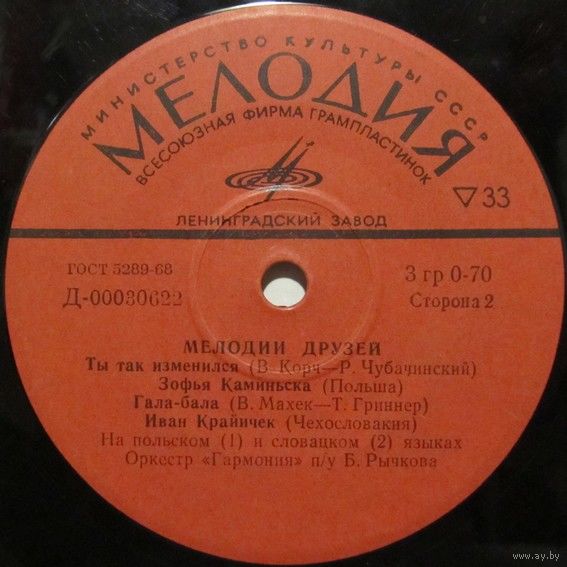 МИНИСТЕРСТВО КУЛЬТУРЫ СССР
МЕЛОДИЯ
ВСЕСОЮЗНАЯ ФИРМА ГРАМПЛАСТИНОК
▽33
ЛЕНИНГРАДСКИЙ ЗАВОД
ГОСТ 5289-68
3 гр 0-70
Д-00030622
Сторона 2
МЕЛОДИИ ДРУЗЕЙ
Ты так изменился (В. Корч—Р. Чубачинский)
Зофья Каминьска (Польша)
Гала-бала (В. Махек—Т. Гриннер)
Иван Крайичек (Чехословакия)
На польском (1) и словацком (2) языках
Оркестр «Гармония» п/у Б. Рычкова
www.ay.by